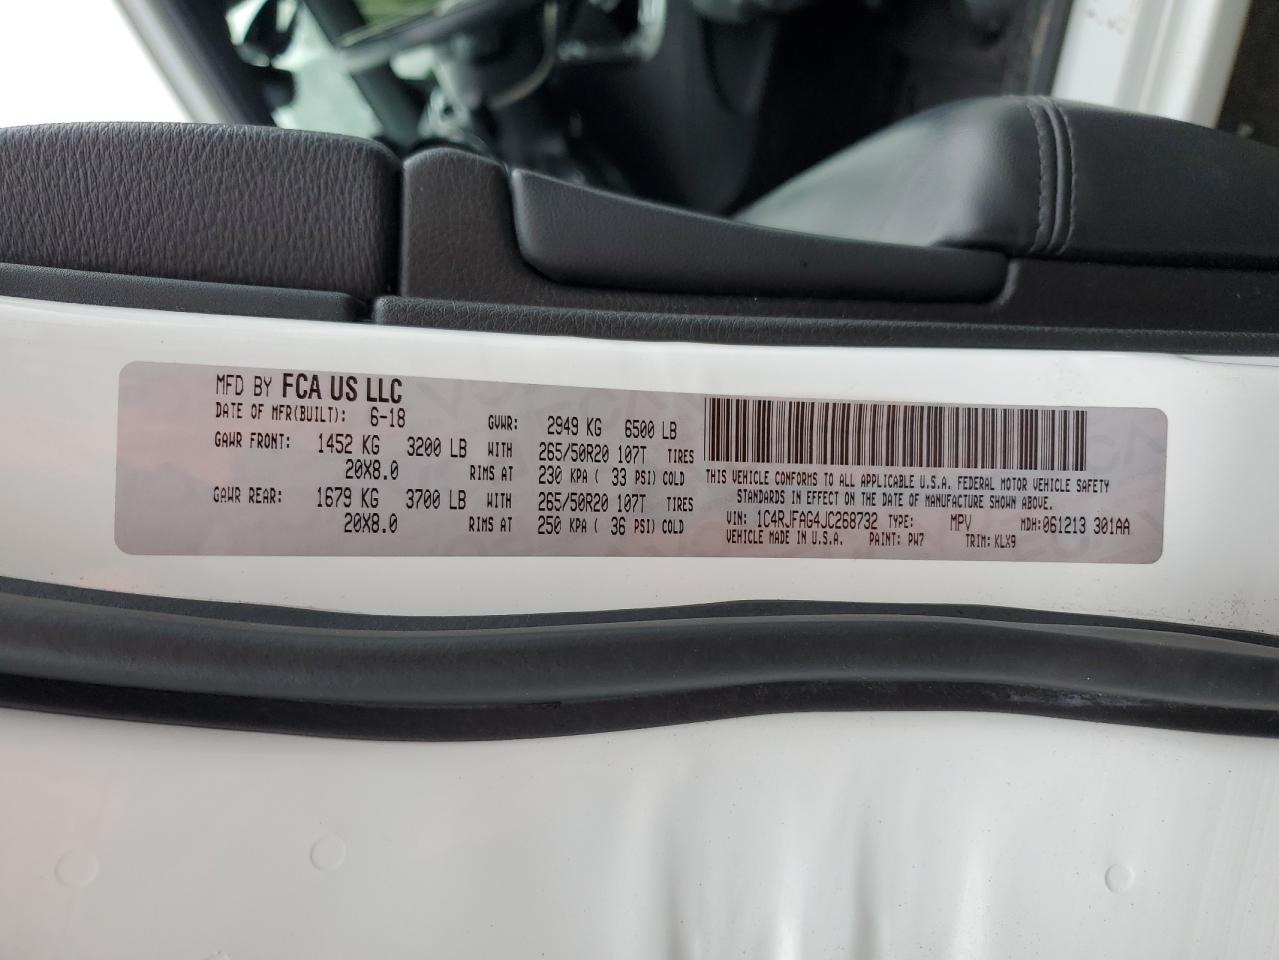 MFD BY FCA US LLC
DATE OF MFR(BUILT): 6-18 GVWR: 2949 KG 6500 LB
GAWR FRONT: 1452 KG 3200 LB WITH 265/50R20 107T TIRES
20X8.0 RIMS AT 230 KPA ( 33 PSI) COLD
GAWR REAR: 1679 KG 3700 LB WITH 265/50R20 107T TIRES
20X8.0 RIMS AT 250 KPA ( 36 PSI) COLD
THIS VEHICLE CONFORMS TO ALL APPLICABLE U.S.A. FEDERAL MOTOR VEHICLE SAFETY
STANDARDS IN EFFECT ON THE DATE OF MANUFACTURE SHOWN ABOVE.
VIN: 1C4RJFAG4JC268732 TYPE: MPV MDH: 061213 301AA
VEHICLE MADE IN U.S.A. PAINT: PW7 TRIM: KLX9